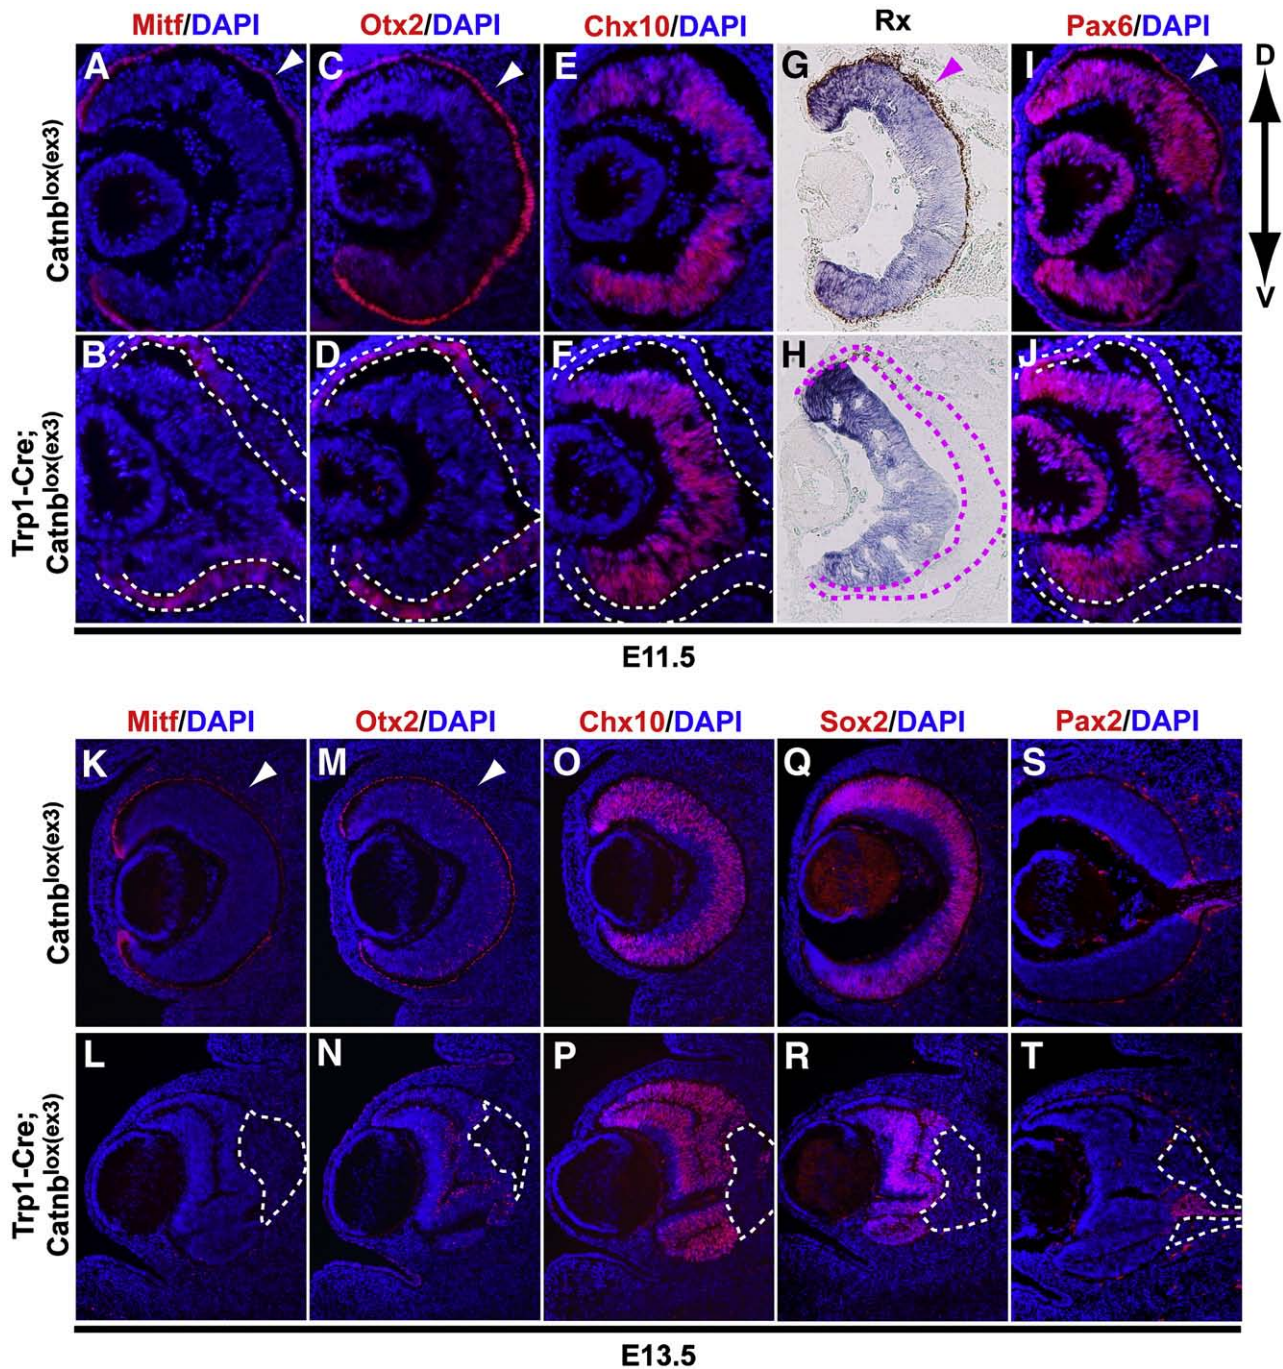 Mitf/DAPI Otx2/DAPI Chx10/DAPI Rx Pax6/DAPI
Catnb^lox(ex3)
A C E G I D
V
Trp1-Cre;
Catnb^lox(ex3)
B D F H J
E11.5
Mitf/DAPI Otx2/DAPI Chx10/DAPI Sox2/DAPI Pax2/DAPI
Catnb^lox(ex3)
K M O Q S
Trp1-Cre;
Catnb^lox(ex3)
L N P R T
E13.5